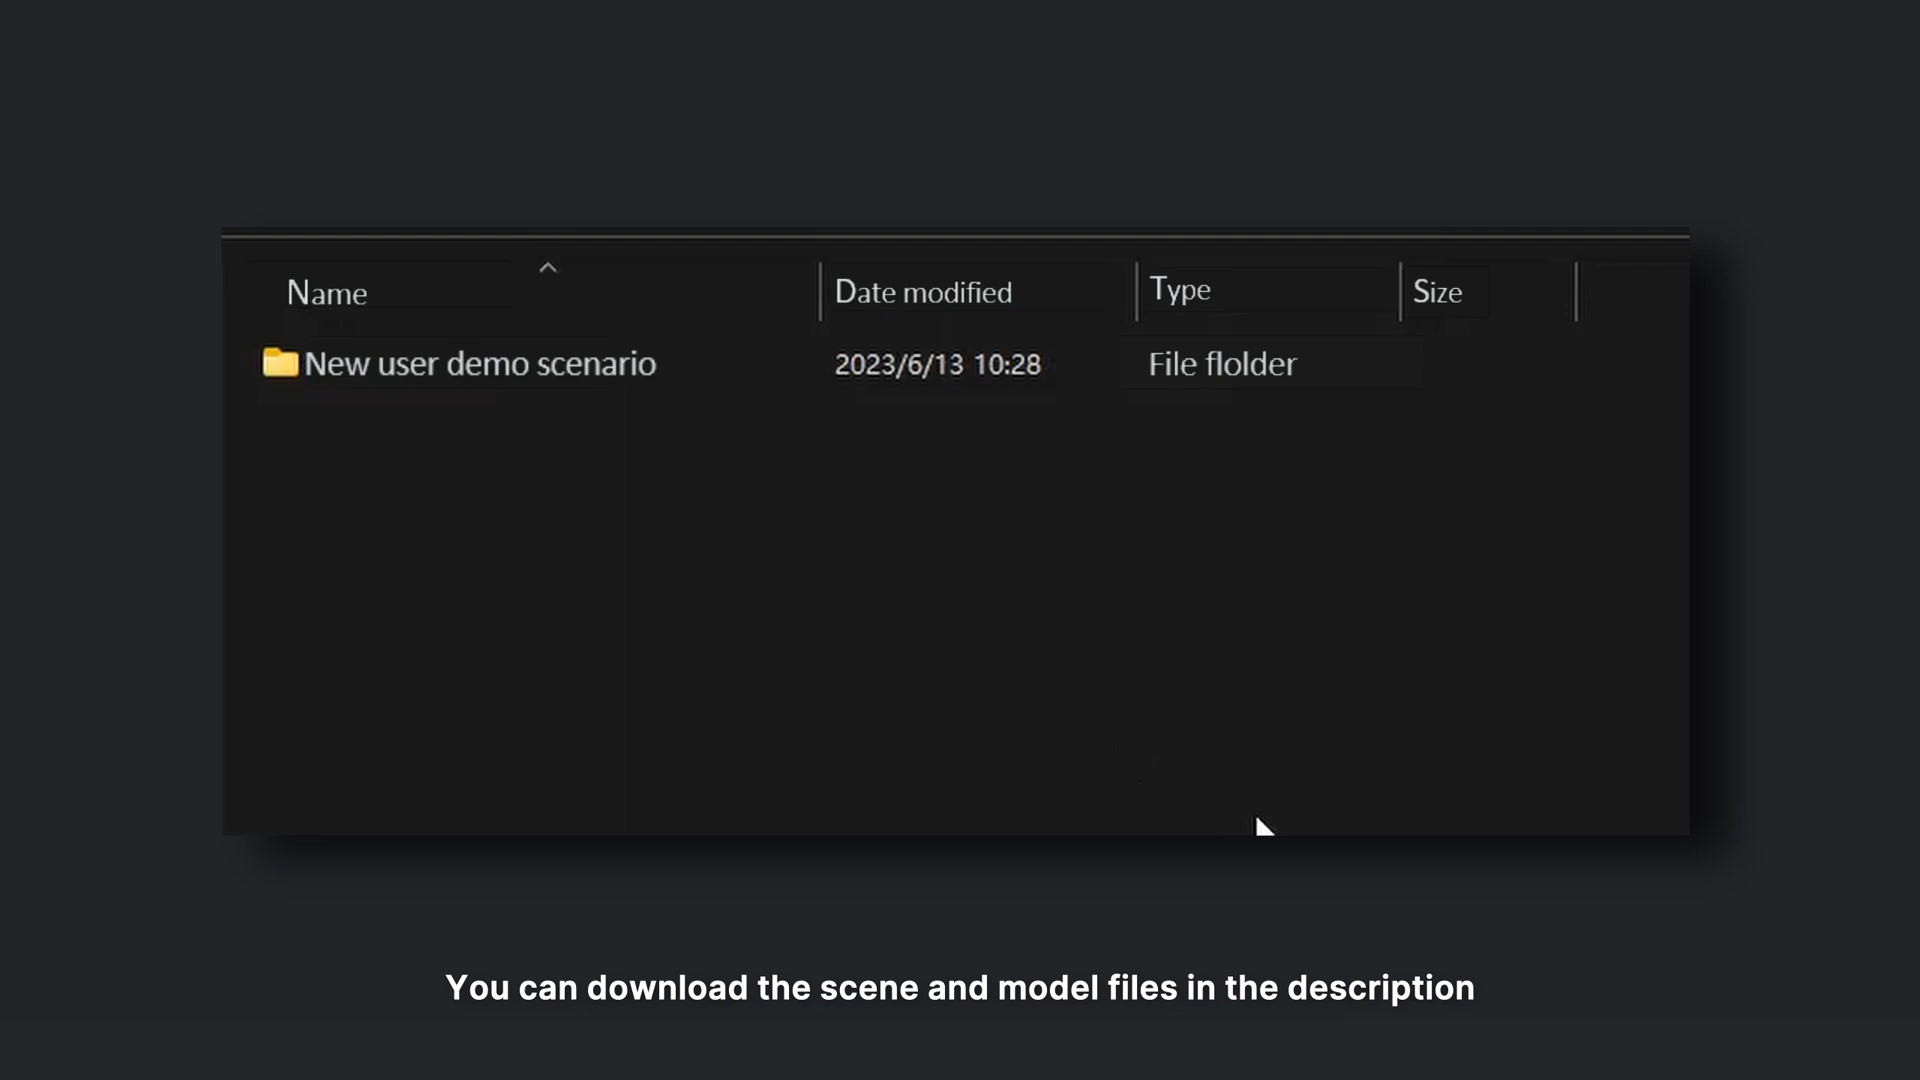 Name Date modified Type Size
New user demo scenario 2023/6/13 10:28 File flolder
You can download the scene and model files in the description